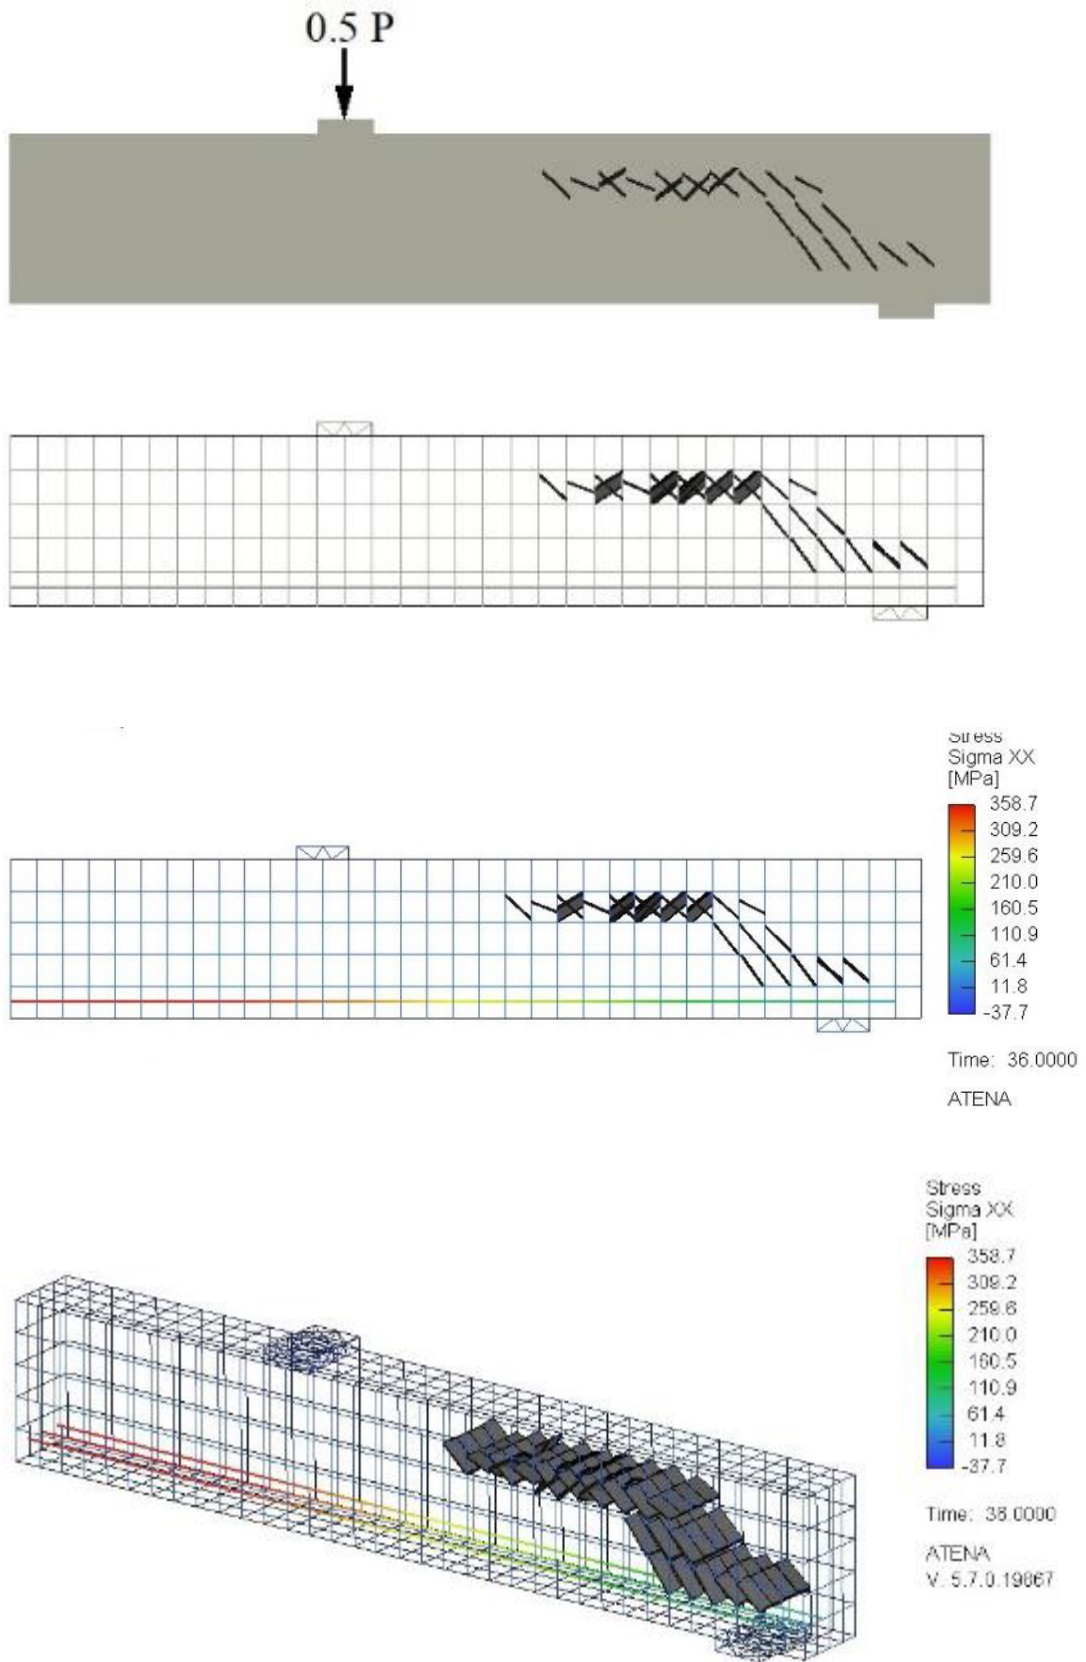 0.5 P
Stress
Sigma XX
[MPa]
358.7
309.2
259.6
210.0
160.5
110.9
61.4
11.8
-37.7
Time: 36.0000
ATENA
Stress
Sigma XX
[MPa]
358.7
309.2
259.6
210.0
160.5
110.9
61.4
11.8
-37.7
Time: 36.0000
ATENA
V. 5.7.0.19867